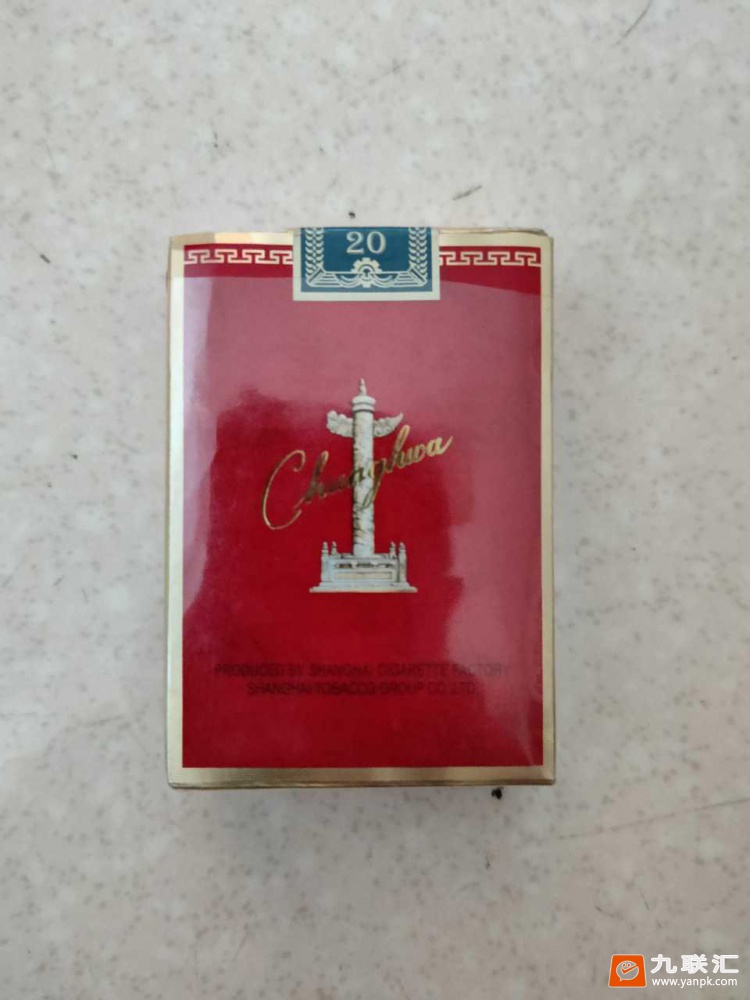 20
Chunghwa
PRODUCED BY SHANGHAI CIGARETTE FACTORY
SHANGHAI TOBACCO GROUP CO.,LTD.
九联汇
www.yanpk.com